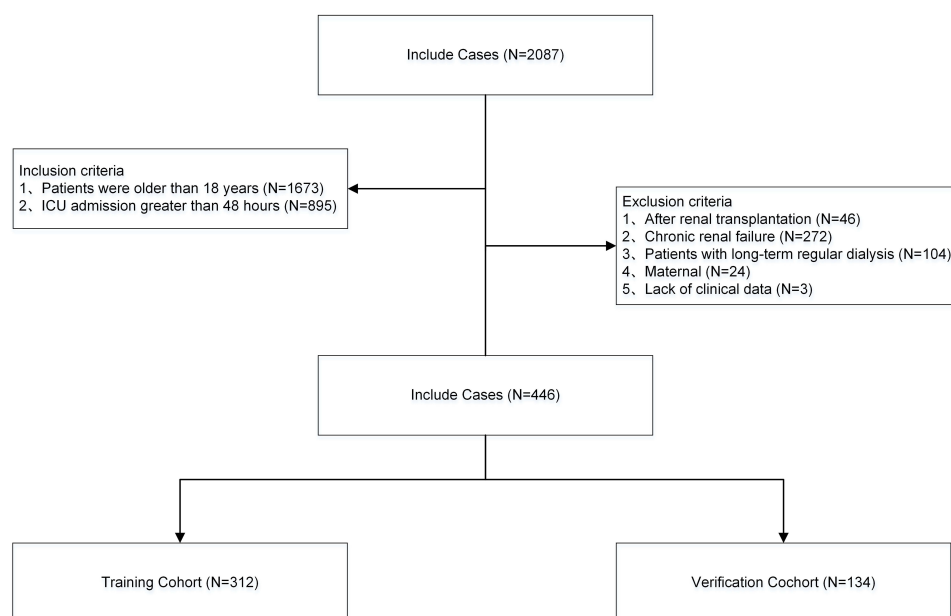 Include Cases (N=2087)
Inclusion criteria
1、Patients were older than 18 years (N=1673)
2、ICU admission greater than 48 hours (N=895)
Exclusion criteria
1、After renal transplantation (N=46)
2、Chronic renal failure (N=272)
3、Patients with long-term regular dialysis (N=104)
4、Maternal (N=24)
5、Lack of clinical data (N=3)
Include Cases (N=446)
Training Cohort (N=312)
Verification Cochort (N=134)